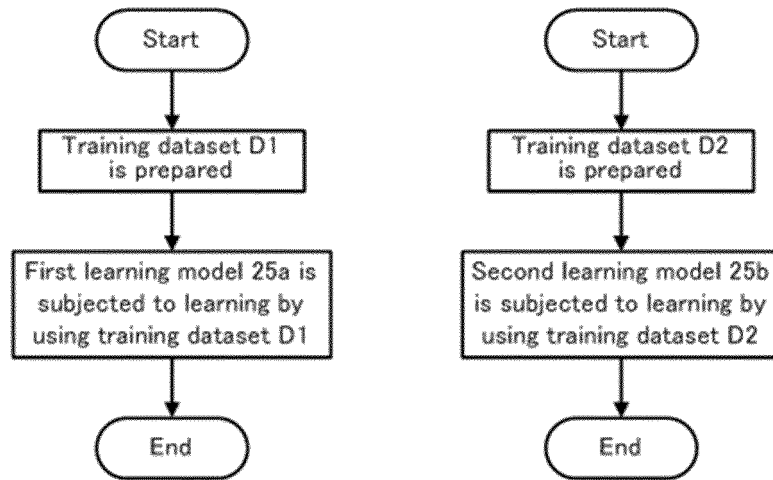 Start
Training dataset D1
is prepared
First learning model 25a is
subjected to learning by
using training dataset D1
End
Start
Training dataset D2
is prepared
Second learning model 25b
is subjected to learning by
using training dataset D2
End